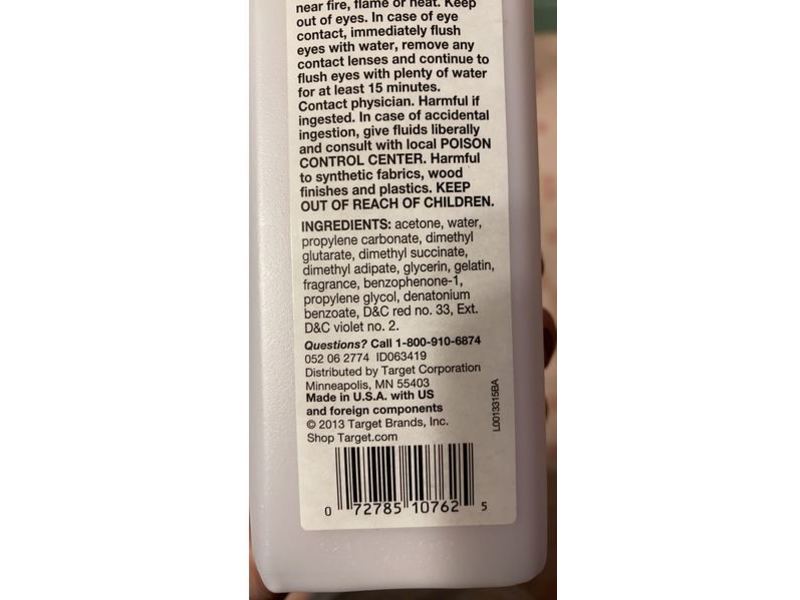 near fire, flame or heat. Keep
out of eyes. In case of eye
contact, immediately flush
eyes with water, remove any
contact lenses and continue to
flush eyes with plenty of water
for at least 15 minutes.
Contact physician. Harmful if
ingested. In case of accidental
ingestion, give fluids liberally
and consult with local POISON
CONTROL CENTER. Harmful
to synthetic fabrics, wood
finishes and plastics. KEEP
OUT OF REACH OF CHILDREN.
INGREDIENTS: acetone, water,
propylene carbonate, dimethyl
glutarate, dimethyl succinate,
dimethyl adipate, glycerin, gelatin,
fragrance, benzophenone-1,
propylene glycol, denatonium
benzoate, D&C red no. 33, Ext.
D&C violet no. 2.
Questions? Call 1-800-910-6874
052 06 2774 ID063419
Distributed by Target Corporation
Minneapolis, MN 55403
Made in U.S.A. with US
and foreign components
© 2013 Target Brands, Inc.
Shop Target.com
L0013315BA
0 72785 10762 5